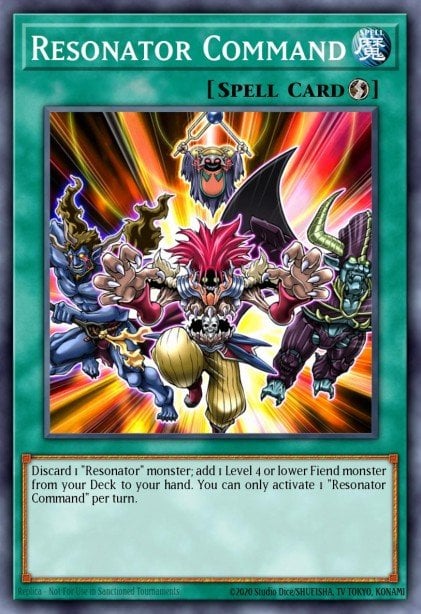 Resonator Command
SPELL
魔
[Spell Card]
Discard 1 "Resonator" monster; add 1 Level 4 or lower Fiend monster
from your Deck to your hand. You can only activate 1 "Resonator
Command" per turn.
Replica - Not For Use in Sanctioned Tournaments
©2020 Studio Dice/SHUEISHA, TV TOKYO, KONAMI